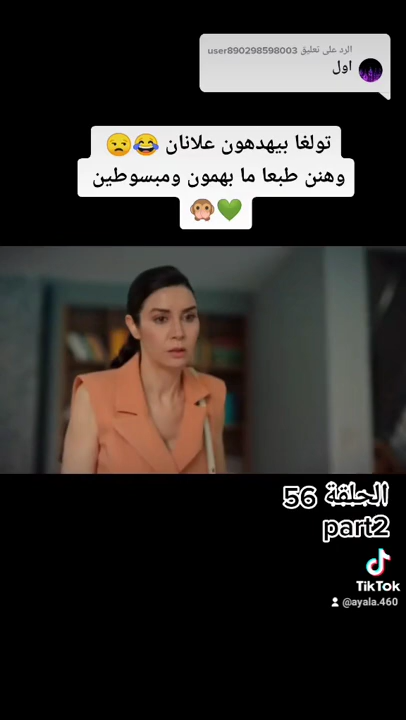 الرد على تعليق user890298598003
اول
تولغا بيهدهون علانان 😂😒
وهنن طبعا ما بهمون ومبسوطين
💚🙊
الحلقة 56
part2
TikTok
@ayala.460